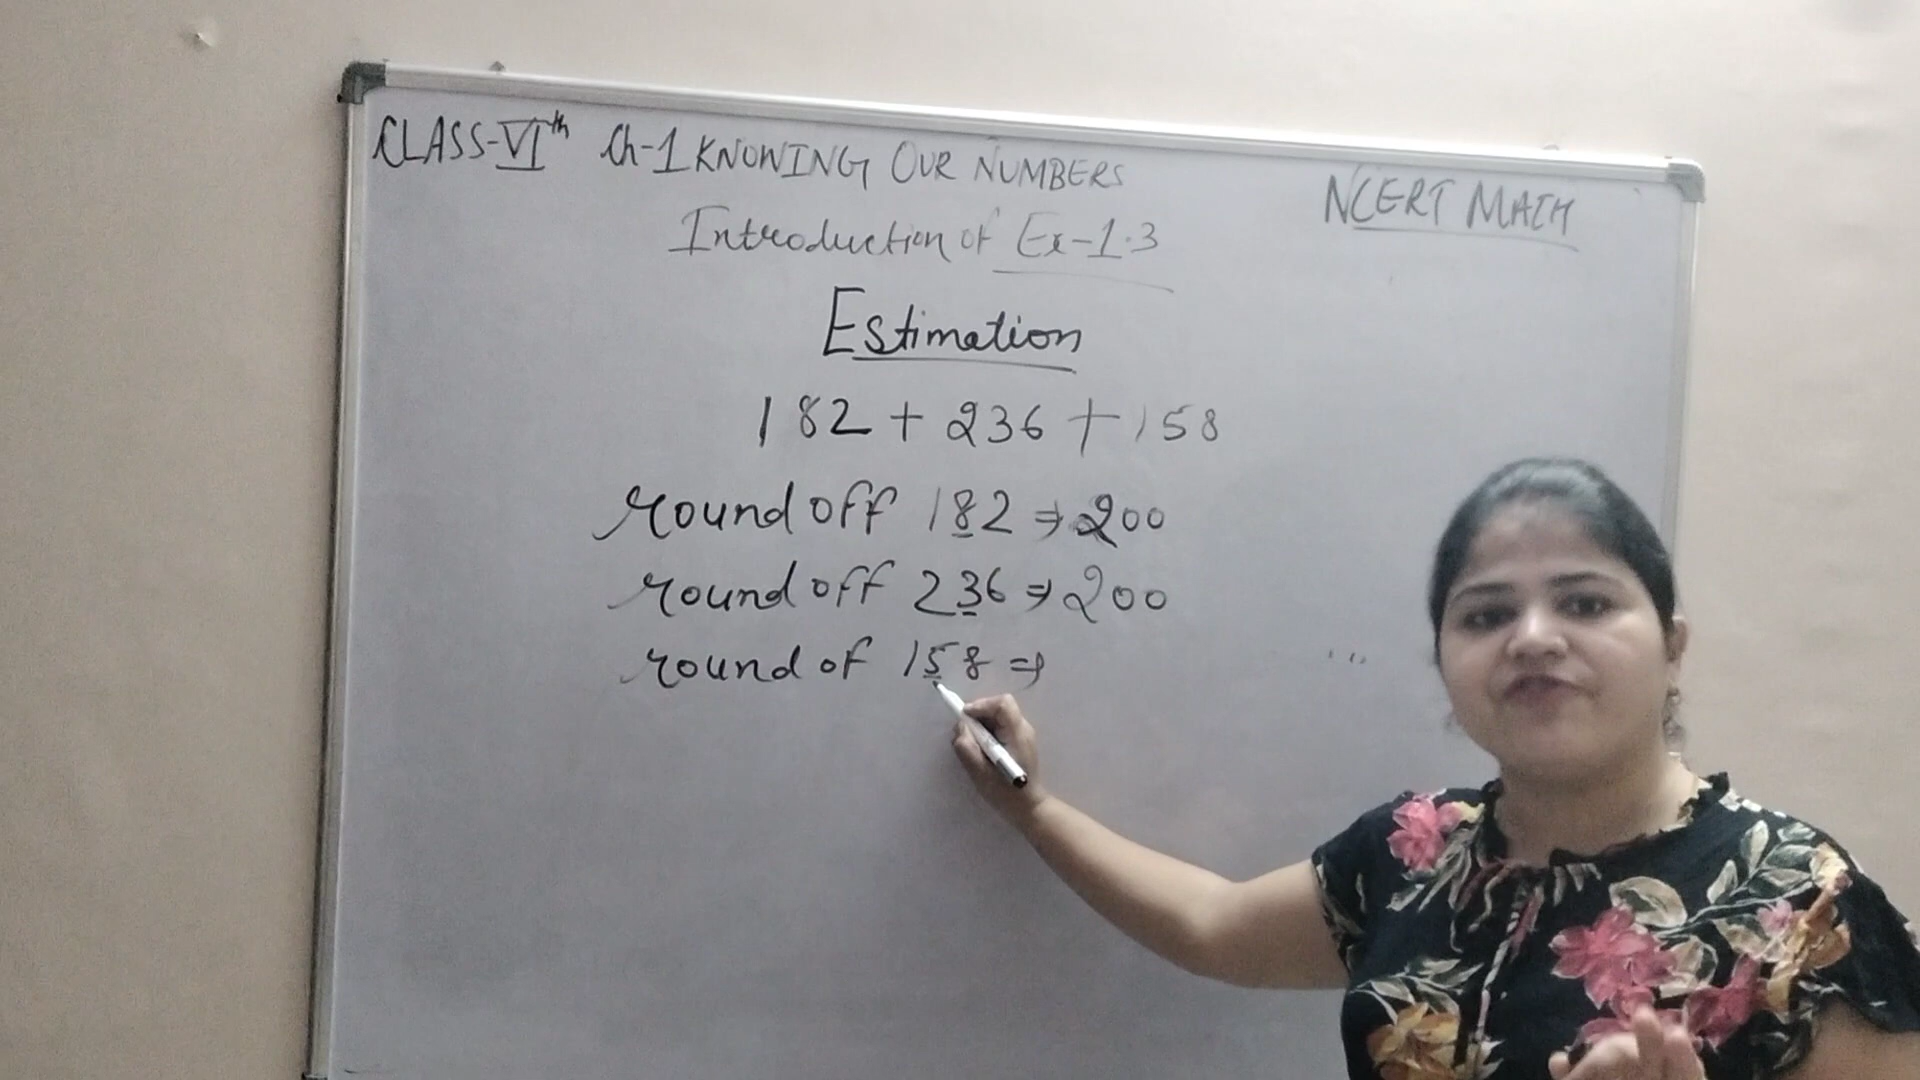 CLASS-VIth Ch-1 KNOWING OUR NUMBERS
NCERT MATH
Introduction of Ex-1.3
Estimation
182 + 236 + 158
round off 182 ⇒ 200
round off 236 ⇒ 200
round of 158 ⇒